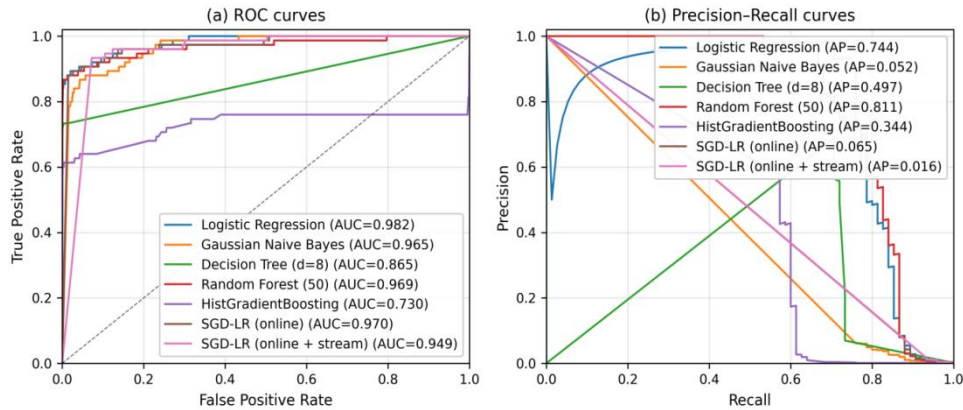 (a) ROC curves
1.0
0.8
0.6
0.4
0.2
0.0
True Positive Rate
0.0 0.2 0.4 0.6 0.8 1.0
False Positive Rate
Logistic Regression (AUC=0.982)
Gaussian Naive Bayes (AUC=0.965)
Decision Tree (d=8) (AUC=0.865)
Random Forest (50) (AUC=0.969)
HistGradientBoosting (AUC=0.730)
SGD-LR (online) (AUC=0.970)
SGD-LR (online + stream) (AUC=0.949)
(b) Precision–Recall curves
1.0
0.8
0.6
0.4
0.2
0.0
Precision
0.0 0.2 0.4 0.6 0.8 1.0
Recall
Logistic Regression (AP=0.744)
Gaussian Naive Bayes (AP=0.052)
Decision Tree (d=8) (AP=0.497)
Random Forest (50) (AP=0.811)
HistGradientBoosting (AP=0.344)
SGD-LR (online) (AP=0.065)
SGD-LR (online + stream) (AP=0.016)